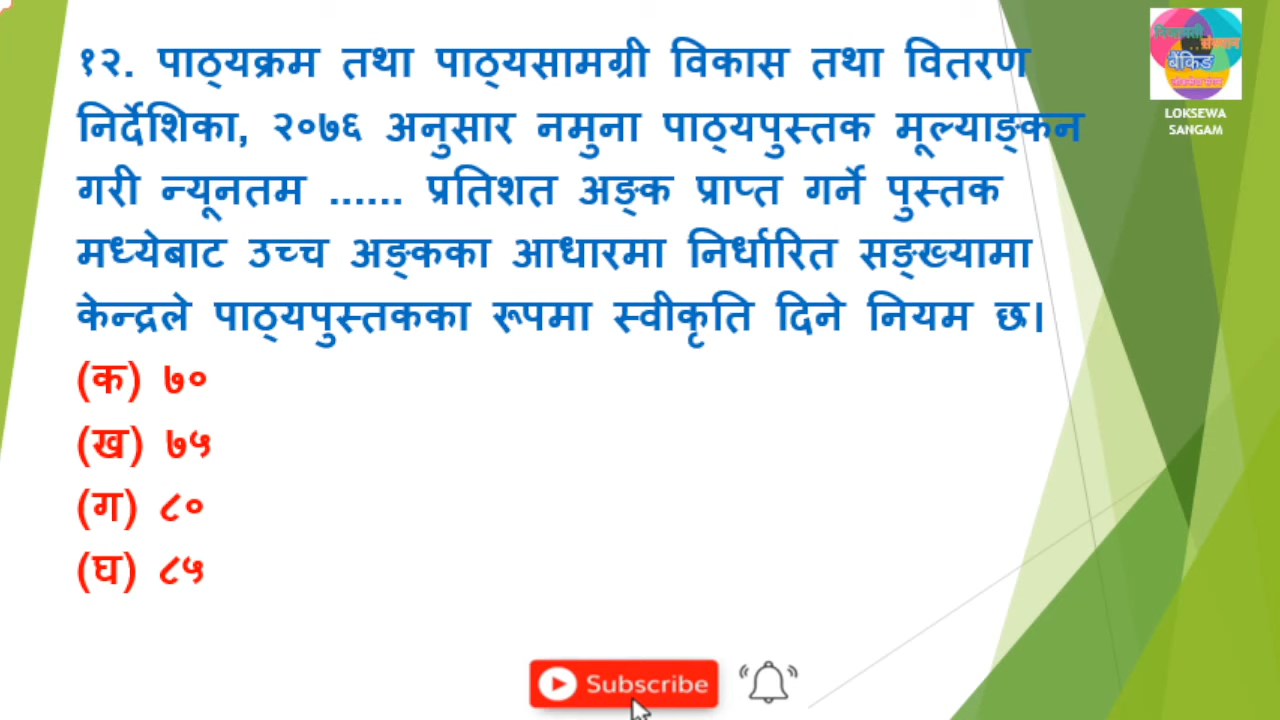 १२. पाठ्यक्रम तथा पाठ्यसामग्री विकास तथा वितरण
निर्देशिका, २०७६ अनुसार नमुना पाठ्यपुस्तक मूल्याङ्कन
गरी न्यूनतम ...... प्रतिशत अङ्क प्राप्त गर्ने पुस्तक
मध्येबाट उच्च अङ्कका आधारमा निर्धारित सङ्ख्यामा
केन्द्रले पाठ्यपुस्तकका रूपमा स्वीकृति दिने नियम छ।
(क) ७०
(ख) ७५
(ग) ८०
(घ) ८५
बैंकिङ
LOKSEWA
SANGAM
Subscribe